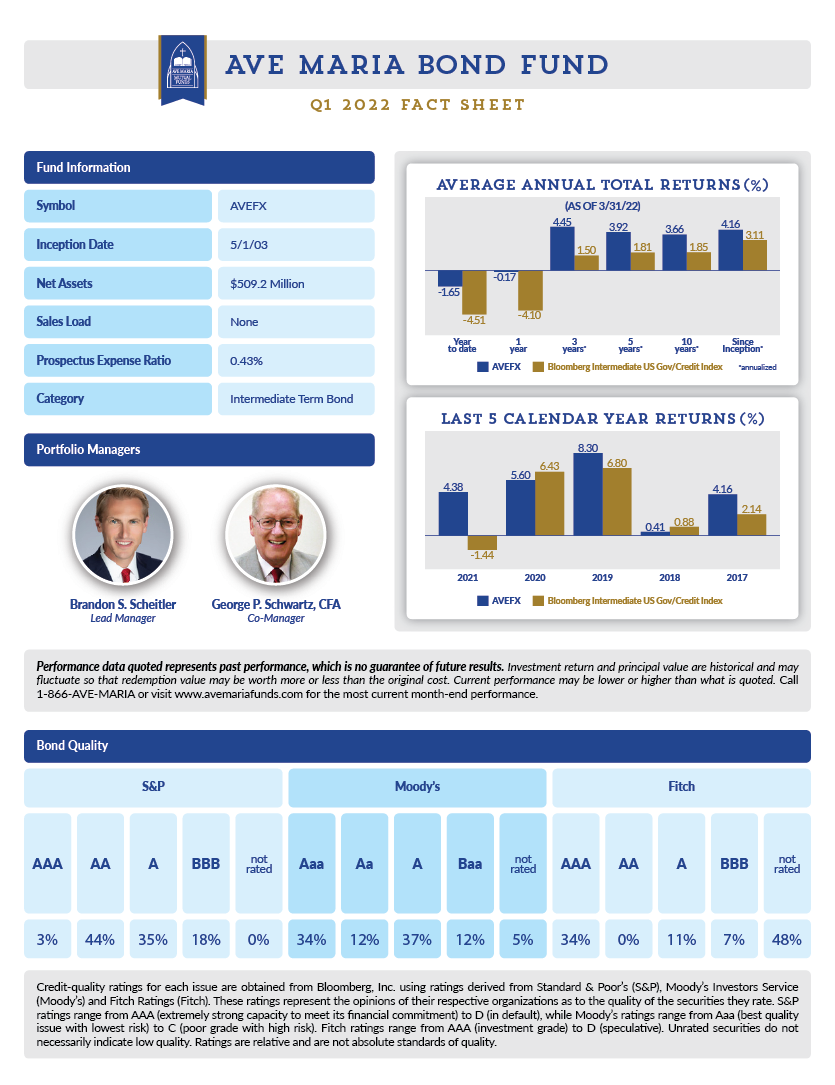 AVE MARIA
MUTUAL
FUNDS
AVE MARIA BOND FUND
Q1 2022 FACT SHEET
Fund Information
Symbol AVEFX
Inception Date 5/1/03
Net Assets $509.2 Million
Sales Load None
Prospectus Expense Ratio 0.43%
Category Intermediate Term Bond
Portfolio Managers
Brandon S. Scheitler
Lead Manager
George P. Schwartz, CFA
Co-Manager
AVERAGE ANNUAL TOTAL RETURNS (%)
(AS OF 3/31/22)
-1.65 -4.51 -0.17 -4.10 4.45 1.50 3.92 1.81 3.66 1.85 4.16 3.11
Year to date
1 year
3 years*
5 years*
10 years*
Since Inception*
AVEFX Bloomberg Intermediate US Gov/Credit Index *annualized
LAST 5 CALENDAR YEAR RETURNS (%)
4.38 -1.44 5.60 6.43 8.30 6.80 0.41 0.88 4.16 2.14
2021 2020 2019 2018 2017
AVEFX Bloomberg Intermediate US Gov/Credit Index
Performance data quoted represents past performance, which is no guarantee of future results. Investment return and principal value are historical and may
fluctuate so that redemption value may be worth more or less than the original cost. Current performance may be lower or higher than what is quoted. Call
1-866-AVE-MARIA or visit www.avemariafunds.com for the most current month-end performance.
Bond Quality
S&P Moody's Fitch
AAA AA A BBB not rated Aaa Aa A Baa not rated AAA AA A BBB not rated
3% 44% 35% 18% 0% 34% 12% 37% 12% 5% 34% 0% 11% 7% 48%
Credit-quality ratings for each issue are obtained from Bloomberg, Inc. using ratings derived from Standard & Poor's (S&P), Moody's Investors Service
(Moody's) and Fitch Ratings (Fitch). These ratings represent the opinions of their respective organizations as to the quality of the securities they rate. S&P
ratings range from AAA (extremely strong capacity to meet its financial commitment) to D (in default), while Moody's ratings range from Aaa (best quality
issue with lowest risk) to C (poor grade with high risk). Fitch ratings range from AAA (investment grade) to D (speculative). Unrated securities do not
necessarily indicate low quality. Ratings are relative and are not absolute standards of quality.